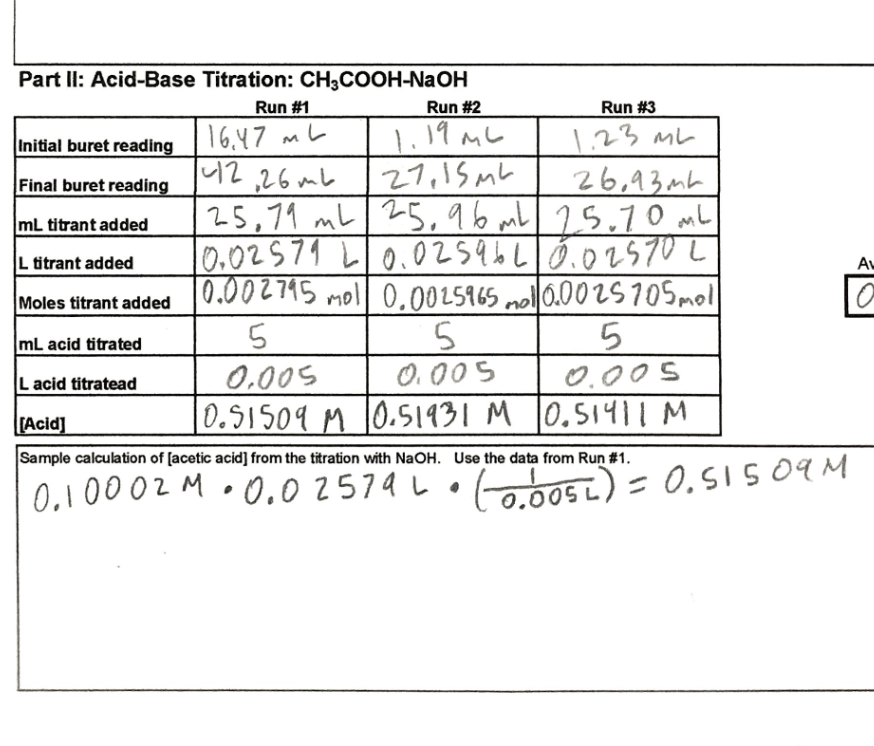 Part II: Acid-Base Titration: CH₃COOH-NaOH
Run #1 Run #2 Run #3
Initial buret reading 16.47 mL 1.19 mL 1.23 mL
Final buret reading 42.26 mL 27.15 mL 26.93 mL
mL titrant added 25.79 mL 25.96 mL 25.70 mL
L titrant added 0.02579 L 0.02596 L 0.02570 L
Moles titrant added 0.002795 mol 0.0025965 mol 0.0025705 mol
mL acid titrated 5 5 5
L acid titratead 0.005 0.005 0.005
[Acid] 0.51509 M 0.51931 M 0.51411 M
Sample calculation of [acetic acid] from the titration with NaOH. Use the data from Run #1.
0.10002 M • 0.02579 L • (1/0.005L) = 0.51509 M